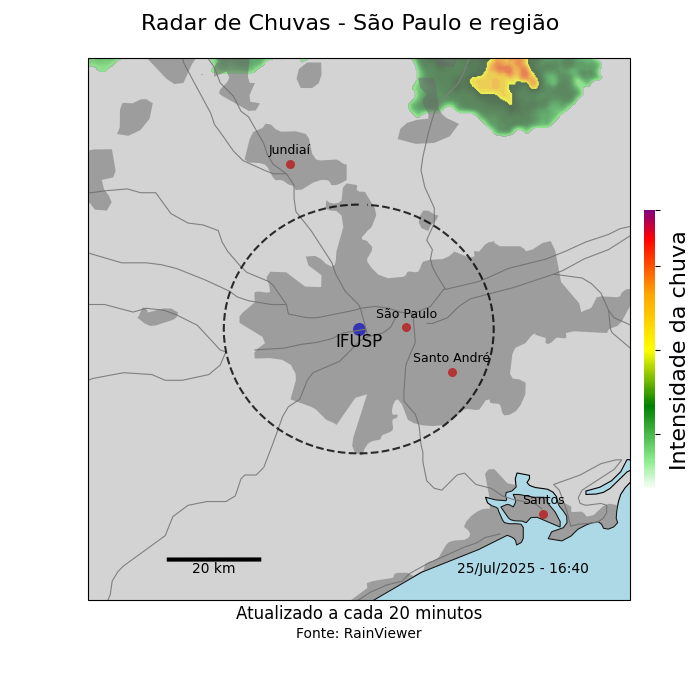 Radar de Chuvas - São Paulo e região
Jundiaí
São Paulo
IFUSP
Santo André
Santos
20 km
25/Jul/2025 - 16:40
Intensidade da chuva
Atualizado a cada 20 minutos
Fonte: RainViewer